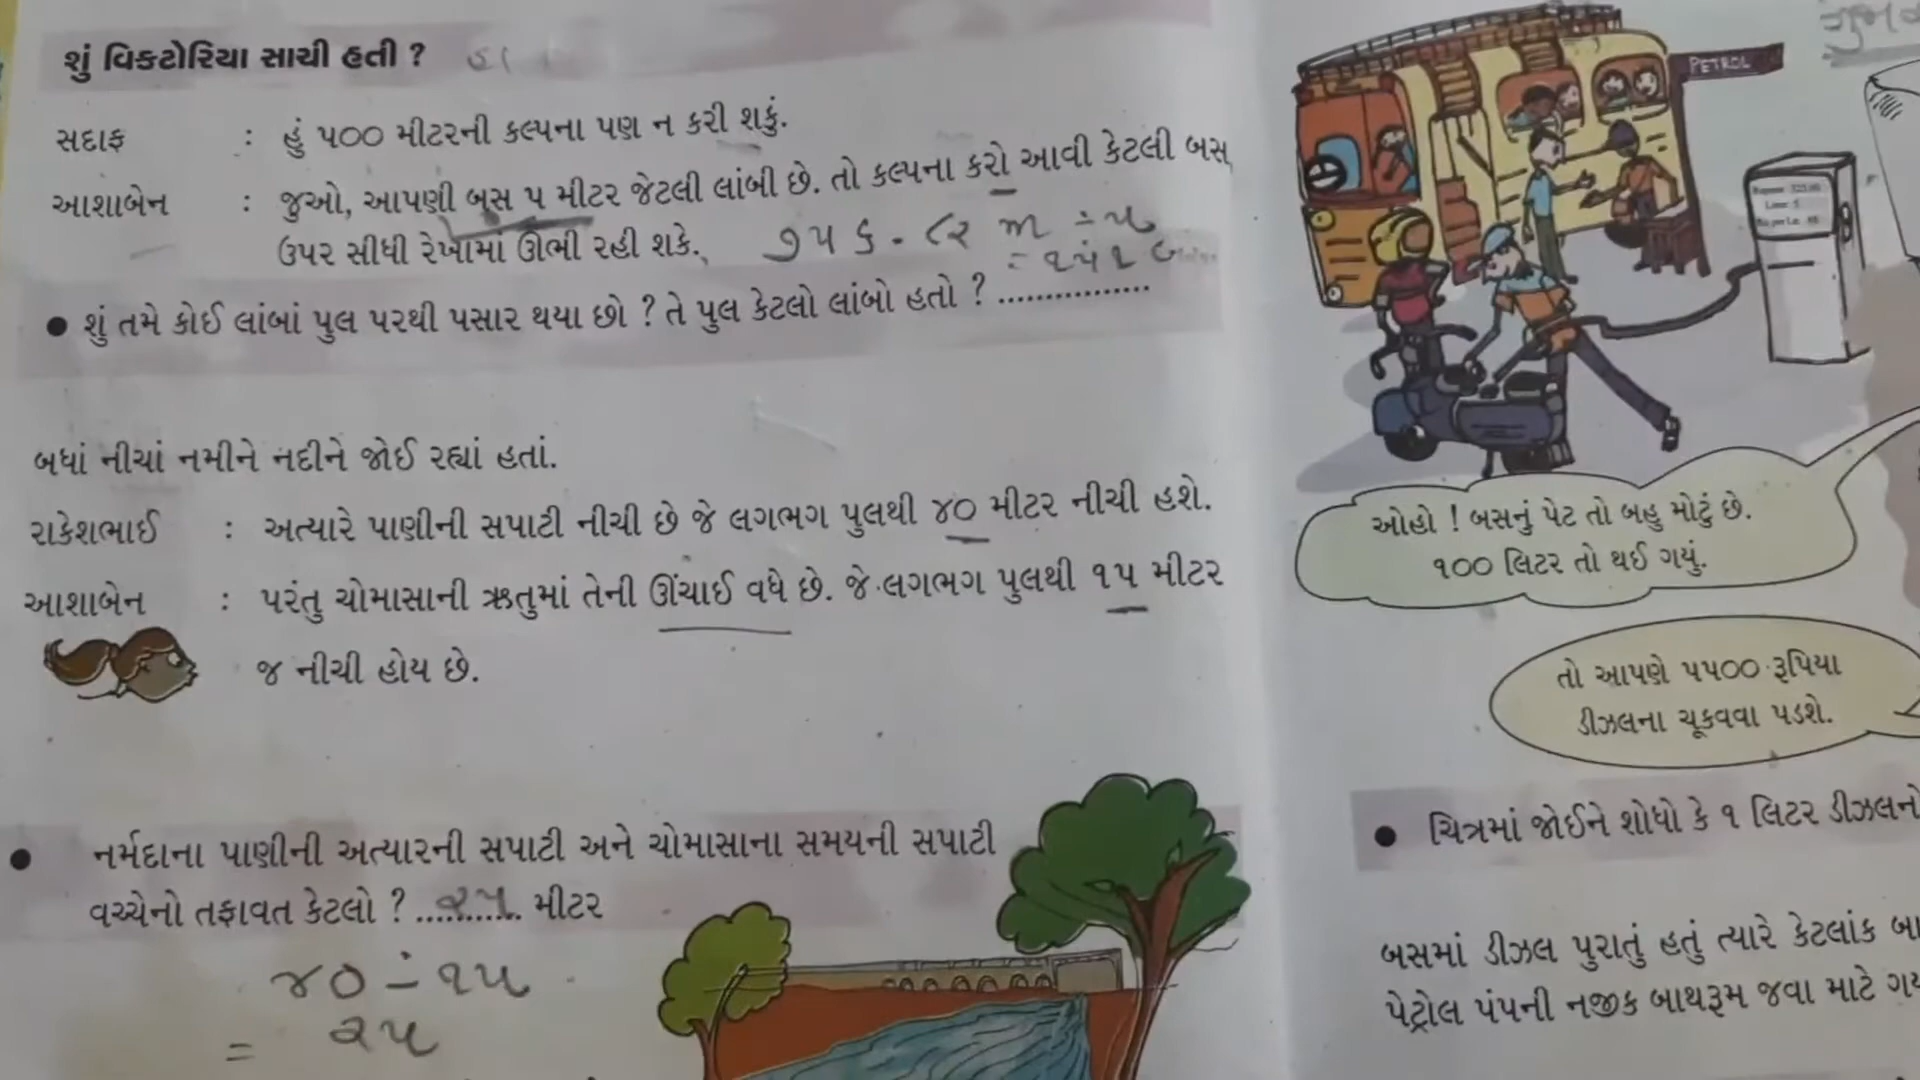 શું વિક્ટોરિયા સાચી હતી ?
સદાફ : હું ૫૦૦ મીટરની કલ્પના પણ ન કરી શકું.
આશાબેન : જુઓ, આપણી બસ ૫ મીટર જેટલી લાંબી છે. તો કલ્પના કરો આવી કેટલી બસ
ઉપર સીધી રેખામાં ઊભી રહી શકે.
શું તમે કોઈ લાંબાં પુલ પરથી પસાર થયા છો ? તે પુલ કેટલો લાંબો હતો ? ................
બધાં નીચાં નમીને નદીને જોઈ રહ્યાં હતાં.
રાકેશભાઈ : અત્યારે પાણીની સપાટી નીચી છે જે લગભગ પુલથી ૪૦ મીટર નીચી હશે.
આશાબેન : પરંતુ ચોમાસાની ઋતુમાં તેની ઊંચાઈ વધે છે. જે લગભગ પુલથી ૧૫ મીટર
જ નીચી હોય છે.
નર્મદાના પાણીની અત્યારની સપાટી અને ચોમાસાના સમયની સપાટી
વચ્ચેનો તફાવત કેટલો ? ....૨૫.... મીટર
૪૦ ÷ ૧૫
= ૨૫
PETROL
ઓહો ! બસનું પેટ તો બહુ મોટું છે.
૧૦૦ લિટર તો થઈ ગયું.
તો આપણે ૫૫૦૦ રૂપિયા
ડીઝલના ચૂકવવા પડશે.
ચિત્રમાં જોઈને શોધો કે ૧ લિટર ડીઝલનો
બસમાં ડીઝલ પુરાતું હતું ત્યારે કેટલાંક
પેટ્રોલ પંપની નજીક બાથરૂમ જવા માટે